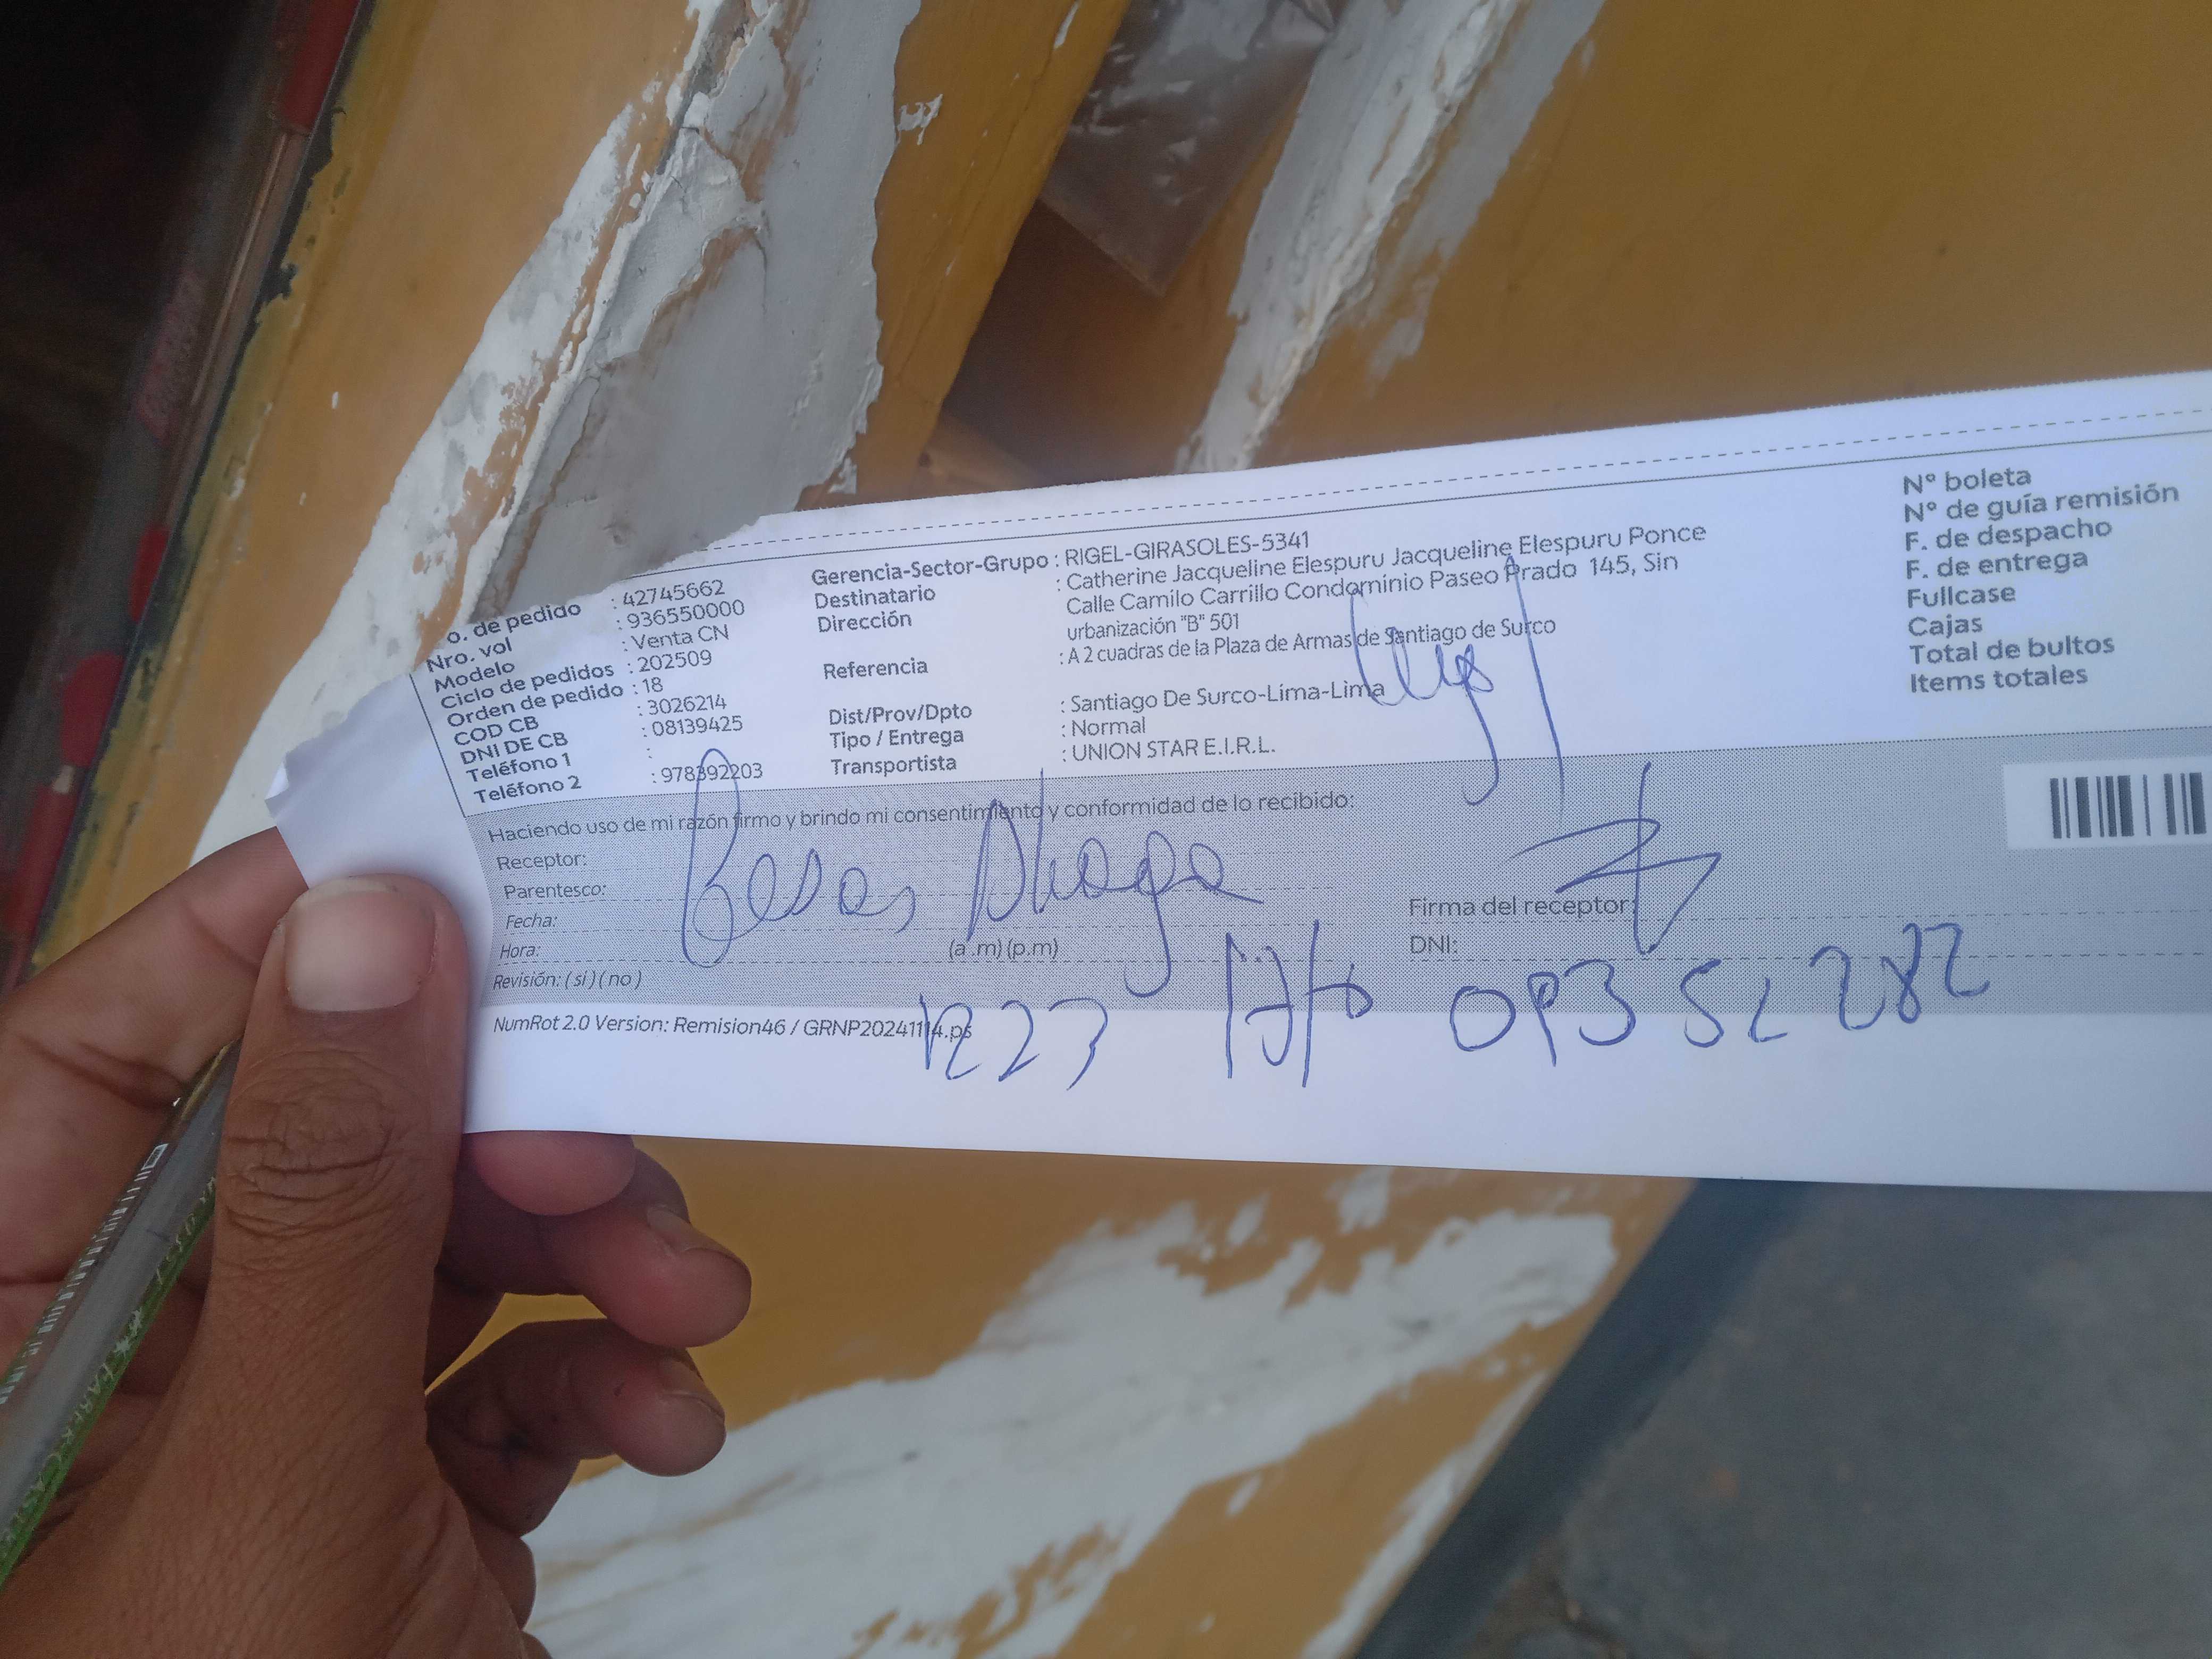 o. de pedido : 42745662
Nro. vol : 936550000
Modelo : Venta CN
Ciclo de pedidos : 202509
Orden de pedido : 18
COD CB : 3026214
DNI DE CB : 08139425
Teléfono 1 :
Teléfono 2 : 978392203
Gerencia-Sector-Grupo : RIGEL-GIRASOLES-5341
Destinatario : Catherine Jacqueline Elespuru Jacqueline Elespuru Ponce
Dirección Calle Camilo Carrillo Condominio Paseo Prado 145, Sin
urbanización "B" 501
Referencia : A 2 cuadras de la Plaza de Armas de Santiago de Surco
Dist/Prov/Dpto : Santiago De Surco-Lima-Lima
Tipo / Entrega : Normal
Transportista : UNION STAR E.I.R.L.
N° boleta
N° de guía remisión
F. de despacho
F. de entrega
Fullcase
Cajas
Total de bultos
Items totales
Haciendo uso de mi razón firmo y brindo mi consentimiento y conformidad de lo recibido:
Receptor:
Parentesco:
Fecha:
Hora: (a .m) (p.m)
Revisión: ( si ) ( no )
Firma del receptor:
DNI:
NumRot 2.0 Version: Remision46 / GRNP20241114.ps
1223